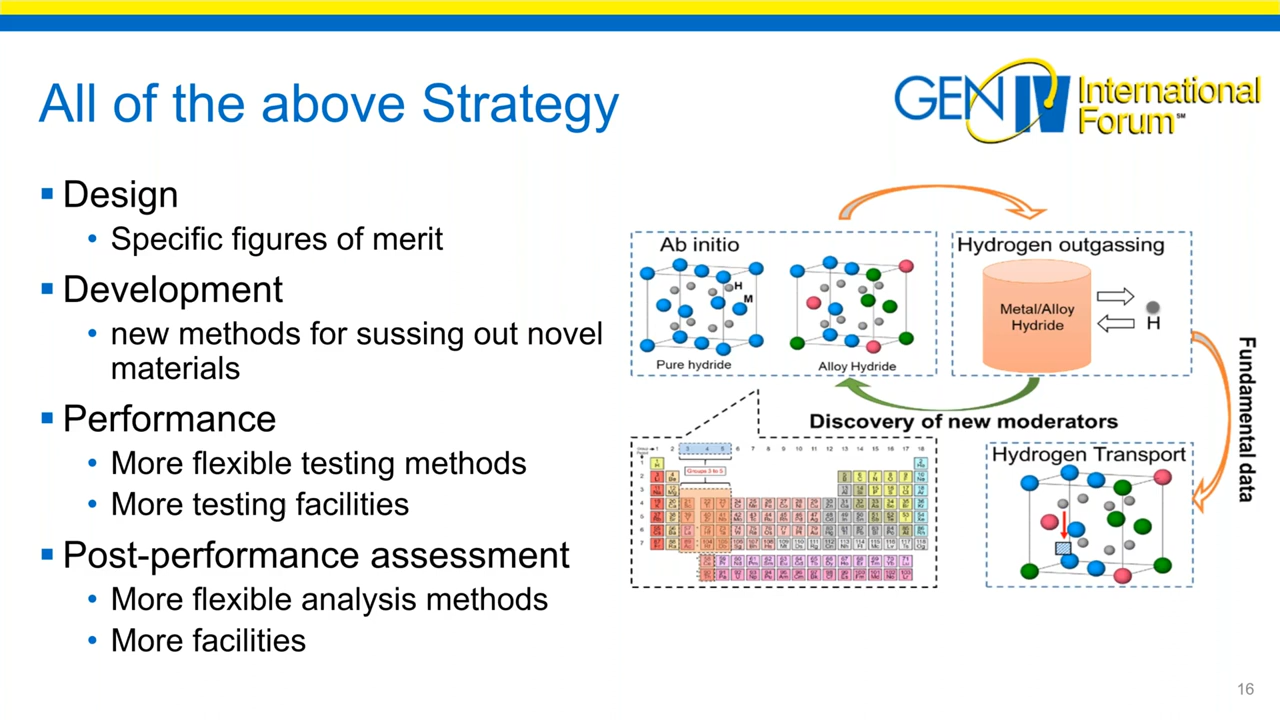 All of the above Strategy
GEN IV International
Forum SM
Design
Specific figures of merit
Development
new methods for sussing out novel
materials
Performance
More flexible testing methods
More testing facilities
Post-performance assessment
More flexible analysis methods
More facilities
Ab initio
H
M
Pure hydride
Alloy Hydride
Hydrogen outgassing
Metal/Alloy
Hydride
H
Fundamental data
Discovery of new moderators
Groups 3 to 5
Hydrogen Transport
16